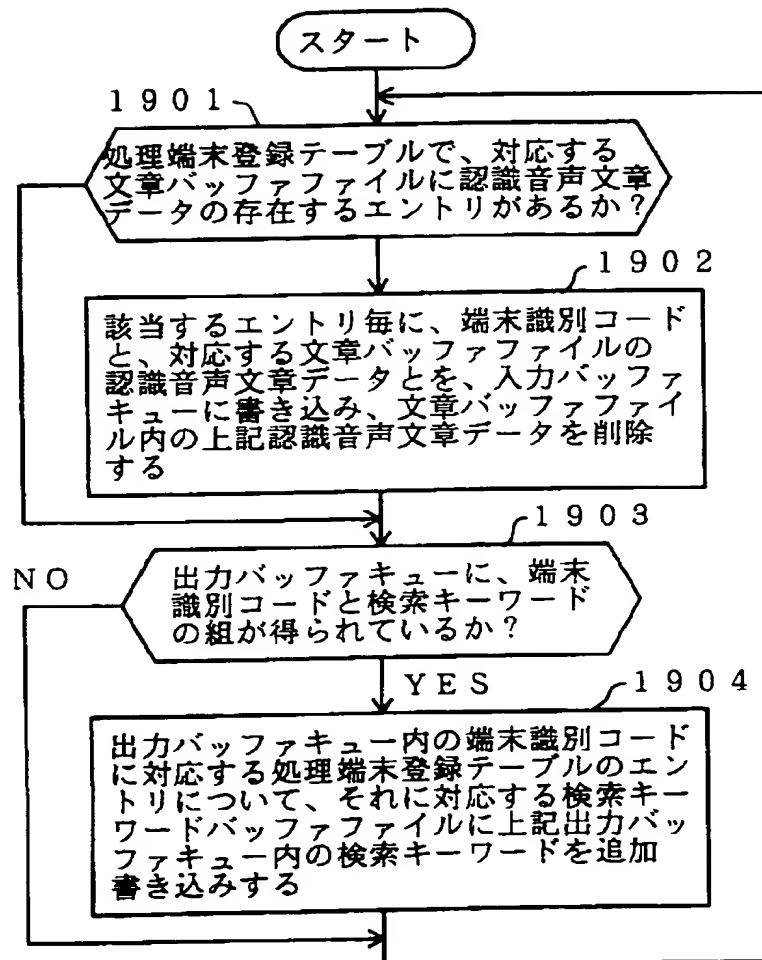 スタート
1901
処理端末登録テーブルで、対応する
文章バッファファイルに認識音声文章
データの存在するエントリがあるか?
1902
該当するエントリ毎に、端末識別コード
と、対応する文章バッファファイルの
認識音声文章データとを、入力バッファ
キューに書き込み、文章バッファファイ
ル内の上記認識音声文章データを削除
する
1903
NO
出力バッファキューに、端末
識別コードと検索キーワード
の組が得られているか?
YES
1904
出力バッファキュー内の端末識別コード
に対応する処理端末登録テーブルのエン
トリについて、それに対応する検索キー
ワードバッファファイルに上記出力バッ
ファキュー内の検索キーワードを追加
書き込みする